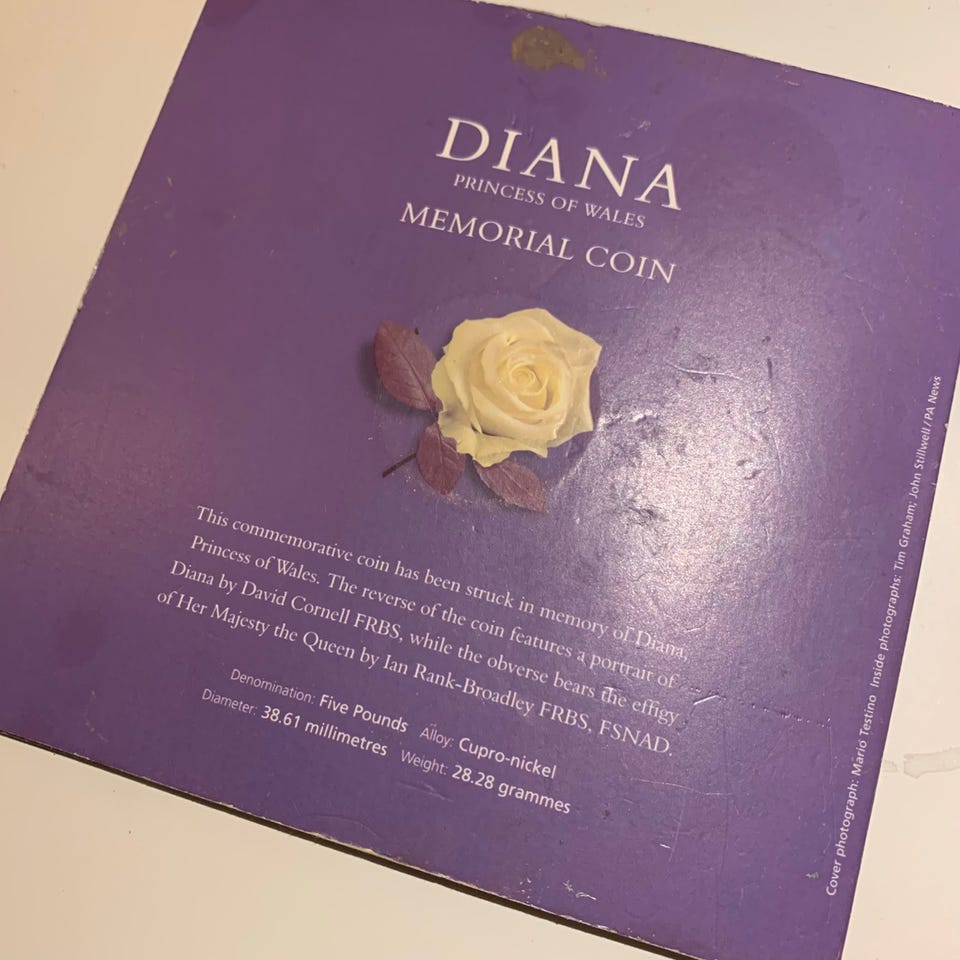 DIANA
PRINCESS OF WALES
MEMORIAL COIN
This commemorative coin has been struck in memory of Diana,
Princess of Wales. The reverse of the coin features a portrait of
Diana by David Cornell FRBS, while the obverse bears the effigy
of Her Majesty the Queen by Ian Rank-Broadley FRBS, FSNAD.
Denomination: Five Pounds Alloy: Cupro-nickel
Diameter: 38.61 millimetres Weight: 28.28 grammes
Cover photograph: Mario Testino Inside photographs: Tim Graham; John Stillwell/PA News